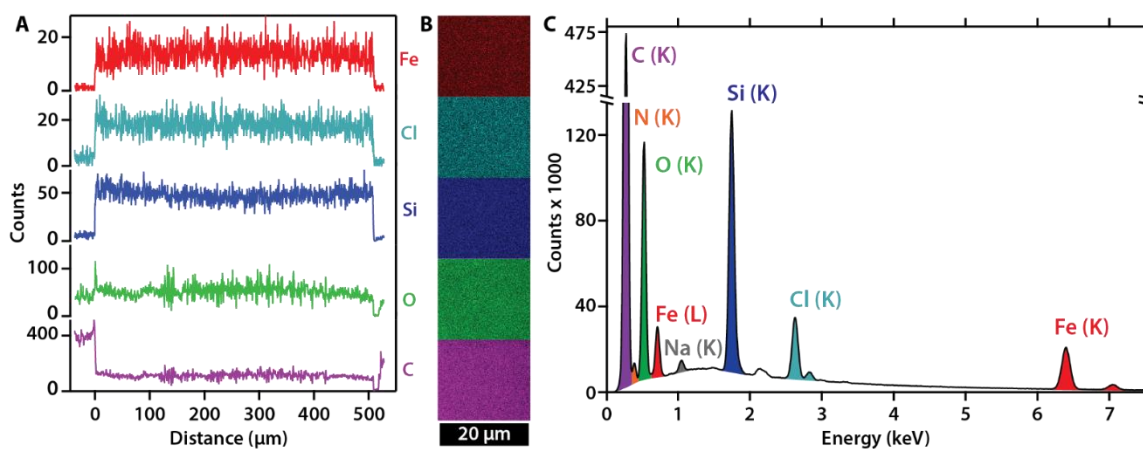 A
20
0
Fe
20
0
Cl
50
0
Si
100
0
O
400
0
C
Counts
0 100 200 300 400 500
Distance (µm)
B
20 µm
C
475
425
120
80
40
0
Counts x 1000
C (K)
N (K)
O (K)
Fe (L)
Na (K)
Si (K)
Cl (K)
Fe (K)
0 1 2 3 4 5 6 7
Energy (keV)